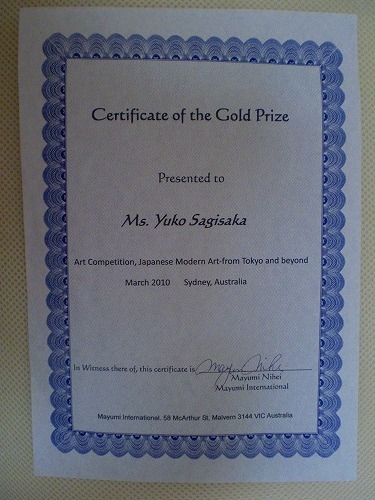 Certificate of the Gold Prize
Presented to
Ms. Yuko Sagisaka
Art Competition, Japanese Modern Art-from Tokyo and beyond
March 2010 Sydney, Australia
In Witness there of, this certificate is Mayumi Nihei
Mayumi Nihei
Mayumi International
Mayumi International. 58 McArthur St, Malvern 3144 VIC Australia